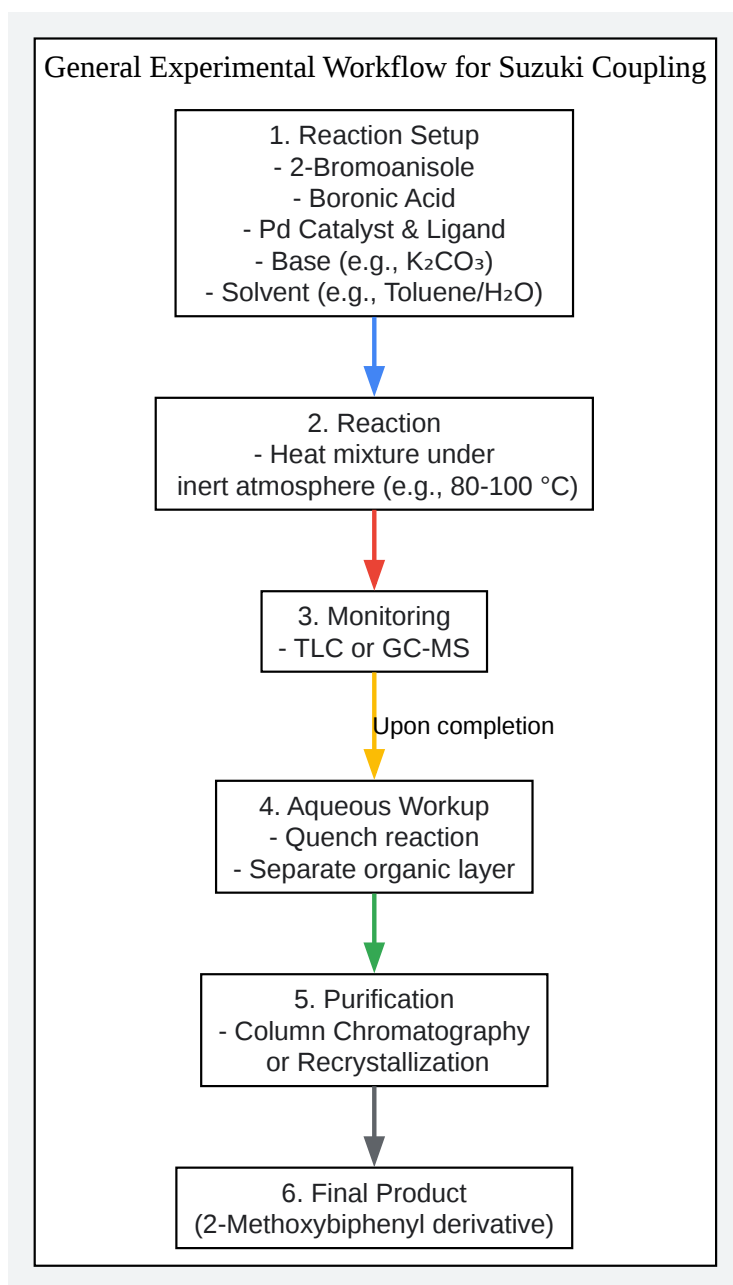 General Experimental Workflow for Suzuki Coupling
1. Reaction Setup
- 2-Bromoanisole
- Boronic Acid
- Pd Catalyst & Ligand
- Base (e.g., K₂CO₃)
- Solvent (e.g., Toluene/H₂O)
2. Reaction
- Heat mixture under
inert atmosphere (e.g., 80-100 °C)
3. Monitoring
- TLC or GC-MS
Upon completion
4. Aqueous Workup
- Quench reaction
- Separate organic layer
5. Purification
- Column Chromatography
or Recrystallization
6. Final Product
(2-Methoxybiphenyl derivative)